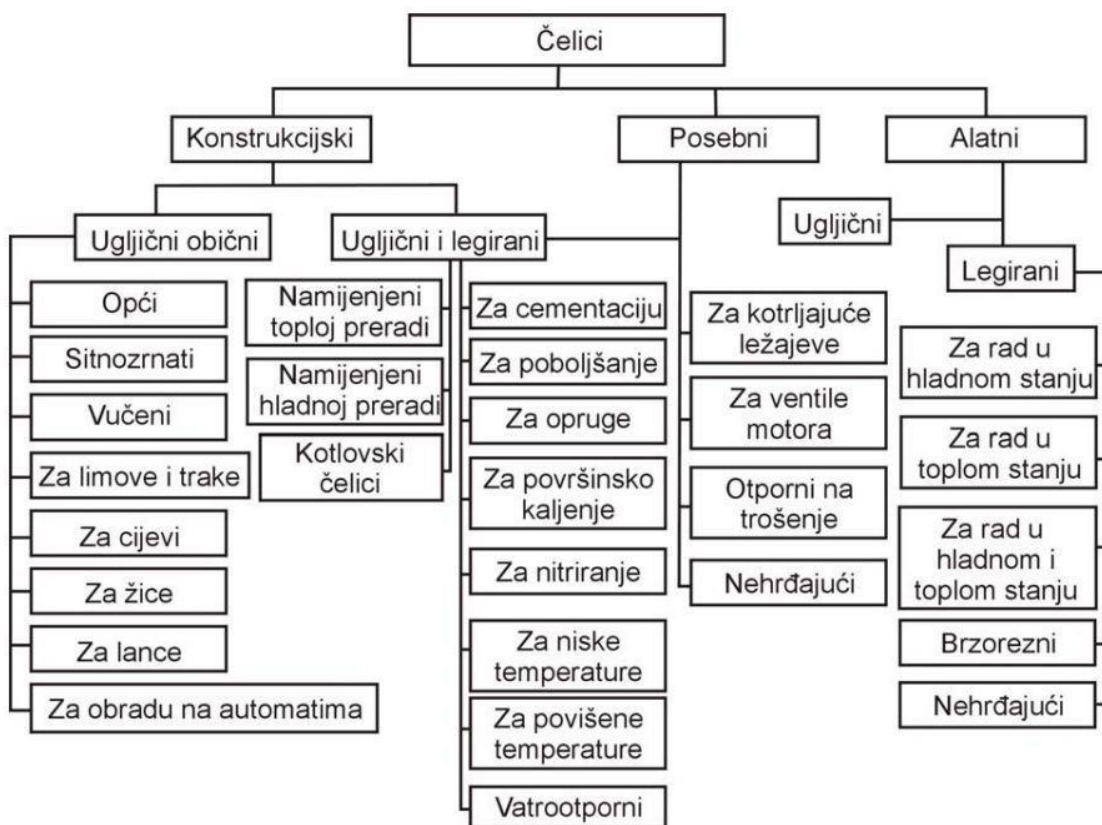 Čelici
Konstrukcijski
Posebni
Alatni
Ugljični obični
Ugljični i legirani
Ugljični
Legirani
Opći
Sitnozrnati
Vučeni
Za limove i trake
Za cijevi
Za žice
Za lance
Za obradu na automatima
Namijenjeni
toploj preradi
Namijenjeni
hladnoj preradi
Kotlovski
čelici
Za cementaciju
Za poboljšanje
Za opruge
Za površinsko
kaljenje
Za nitriranje
Za niske
temperature
Za povišene
temperature
Vatrootporni
Za kotrljajuće
ležajeve
Za ventile
motora
Otporni na
trošenje
Nehrđajući
Za rad u
hladnom stanju
Za rad u
toplom stanju
Za rad u
hladnom i
toplom stanju
Brzorezni
Nehrđajući